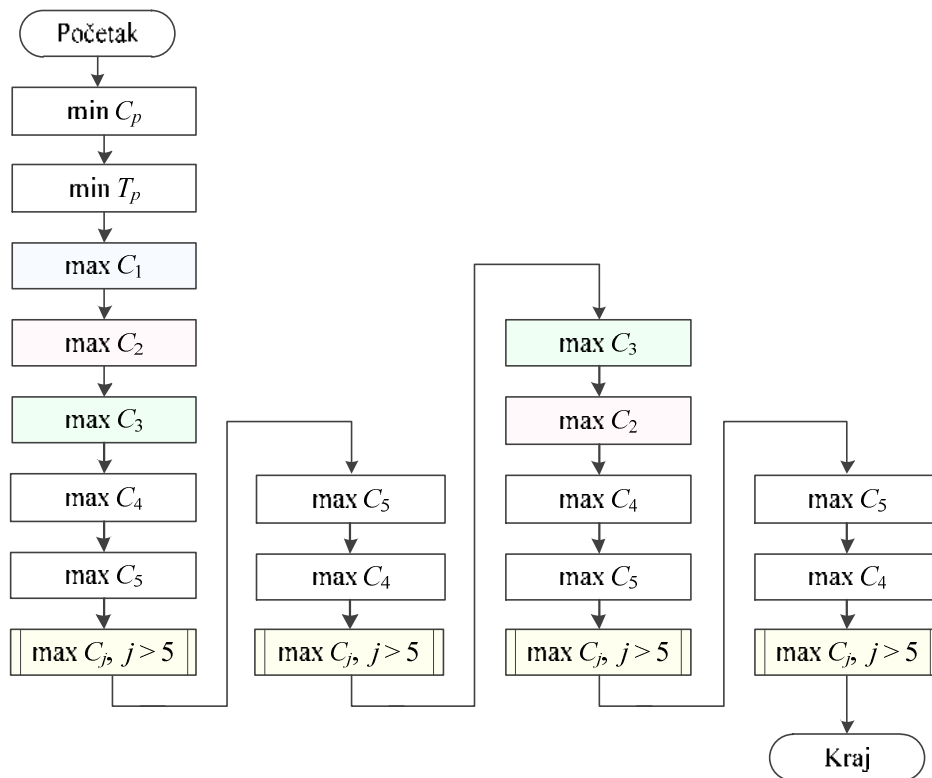 Početak
min Cp
min Tp
max C1
max C2
max C3
max C4
max C5
max Cj, j > 5
max C5
max C4
max Cj, j > 5
max C3
max C2
max C4
max C5
max Cj, j > 5
max C5
max C4
max Cj, j > 5
Kraj